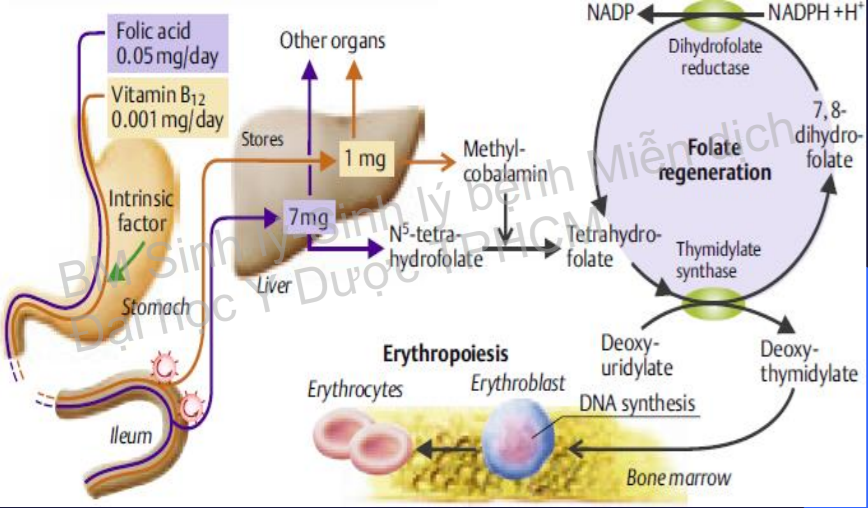 Folic acid
0.05 mg/day
Vitamin B12
0.001 mg/day
Intrinsic
factor
Stomach
Ileum
Other organs
Stores
1 mg
7mg
Liver
Methyl-
cobalamin
N5-tetra-
hydrofolate
Tetrahydro-
folate
NADP
NADPH +H+
Dihydrofolate
reductase
7, 8-
dihydro-
folate
Folate
regeneration
Thymidylate
synthase
Deoxy-
uridylate
Deoxy-
thymidylate
Erythropoiesis
Erythrocytes
Erythroblast
DNA synthesis
Bone marrow
BM Sinh lý Sinh lý bệnh Miễn dịch
Đại học Y Dược TPHCM